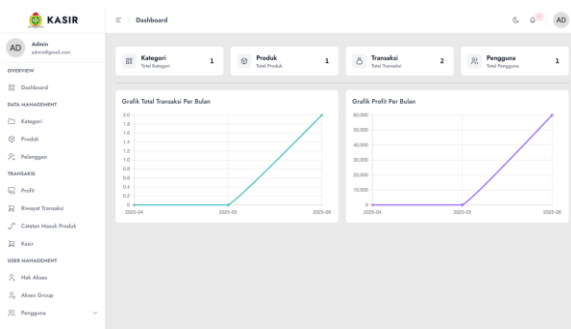 KASIR
Dashboard
AD
AD
Admin
admin@gmail.com
OVERVIEW
Dashboard
DATA MANAGEMENT
Kategori
Produk
Pelanggan
TRANSAKSI
Profit
Riwayat Transaksi
Catatan Masuk Produk
Kasir
USER MANAGEMENT
Hak Akses
Akses Group
Pengguna
Kategori
Total Kategori
1
Produk
Total Produk
1
Transaksi
Total Transaksi
2
Pengguna
Total Pengguna
1
Grafik Total Transaksi Per Bulan
2.0
1.8
1.6
1.4
1.2
1.0
0.8
0.6
0.4
0.2
0
2025-04 2025-05 2025-06
Grafik Profit Per Bulan
60,000
50,000
40,000
30,000
20,000
10,000
0
2025-04 2025-05 2025-06